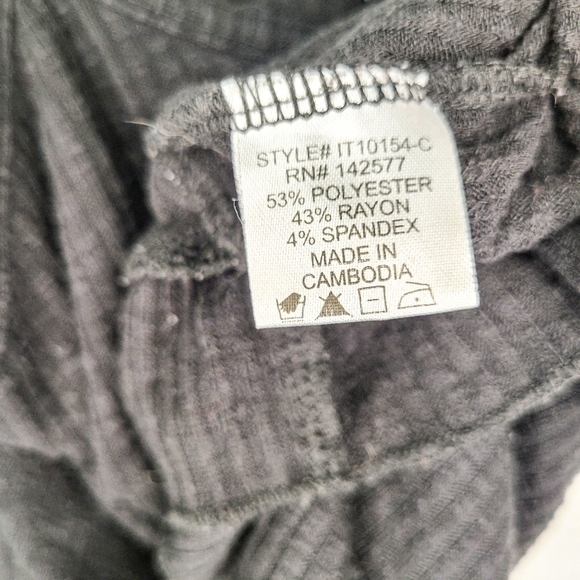 STYLE# IT10154-C
RN# 142577
53% POLYESTER
43% RAYON
4% SPANDEX
MADE IN
CAMBODIA